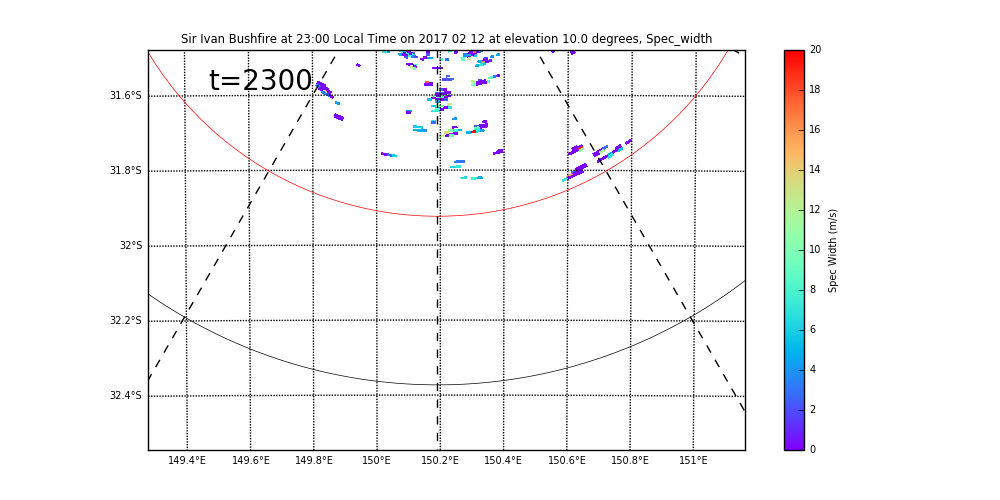 Sir Ivan Bushfire at 23:00 Local Time on 2017 02 12 at elevation 10.0 degrees, Spec_width
t=2300
31.6°S
31.8°S
32°S
32.2°S
32.4°S
149.4°E 149.6°E 149.8°E 150°E 150.2°E 150.4°E 150.6°E 150.8°E 151°E
20
18
16
14
12
10
8
6
4
2
0
Spec Width (m/s)